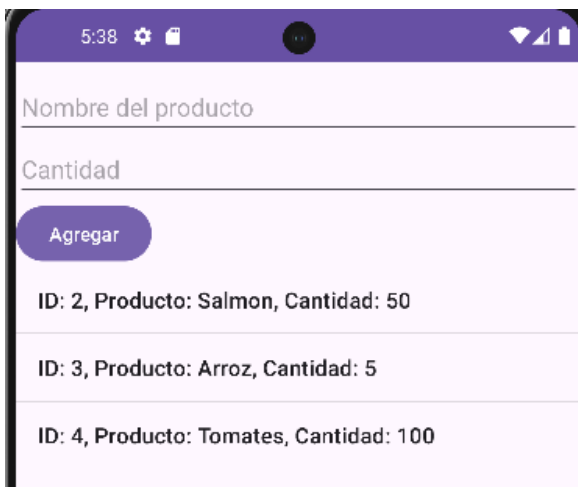 5:38
Nombre del producto
Cantidad
Agregar
ID: 2, Producto: Salmon, Cantidad: 50
ID: 3, Producto: Arroz, Cantidad: 5
ID: 4, Producto: Tomates, Cantidad: 100